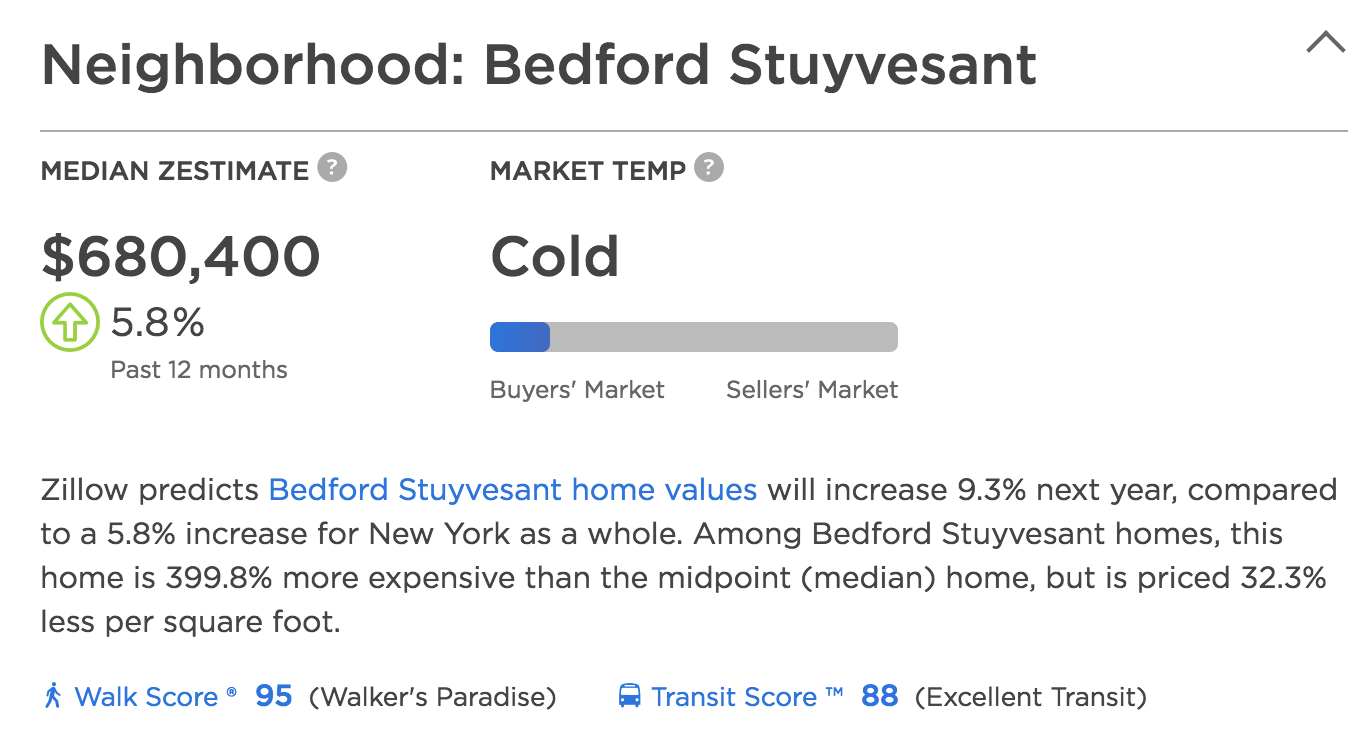 Neighborhood: Bedford Stuyvesant
MEDIAN ZESTIMATE ?
MARKET TEMP ?
$680,400
Cold
5.8%
Past 12 months
Buyers' Market
Sellers' Market
Zillow predicts Bedford Stuyvesant home values will increase 9.3% next year, compared
to a 5.8% increase for New York as a whole. Among Bedford Stuyvesant homes, this
home is 399.8% more expensive than the midpoint (median) home, but is priced 32.3%
less per square foot.
Walk Score ® 95 (Walker's Paradise)
Transit Score ™ 88 (Excellent Transit)